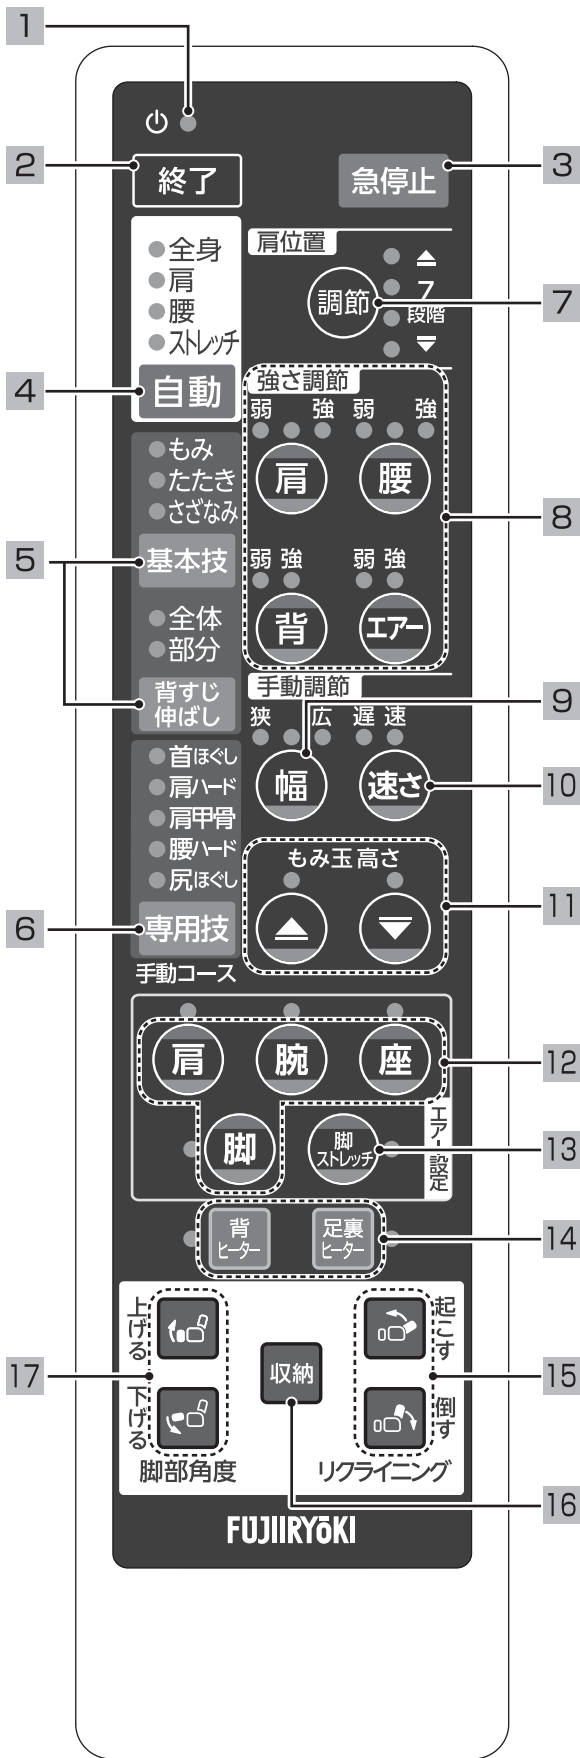 1
2
終了
急停止
3
肩位置
調節
7
段階
7
全身
肩
腰
ストレッチ
自動
4
強さ調節
弱 強 弱 強
肩 腰
弱 強 弱 強
背 エアー
8
もみ
たたき
さざなみ
基本技
5
全体
部分
背すじ
伸ばし
手動調節
狭 広 遅 速
幅 速さ
9
10
首ほぐし
肩ハード
肩甲骨
腰ハード
尻ほぐし
専用技
6
手動コース
もみ玉高さ
11
肩 腕 座
12
脚
脚
ストレッチ
13
エアー設定
背
ヒーター
足裏
ヒーター
14
上げる
下げる
脚部角度
17
収納
16
起こす
倒す
リクライニング
15
FUJIIRYōKI